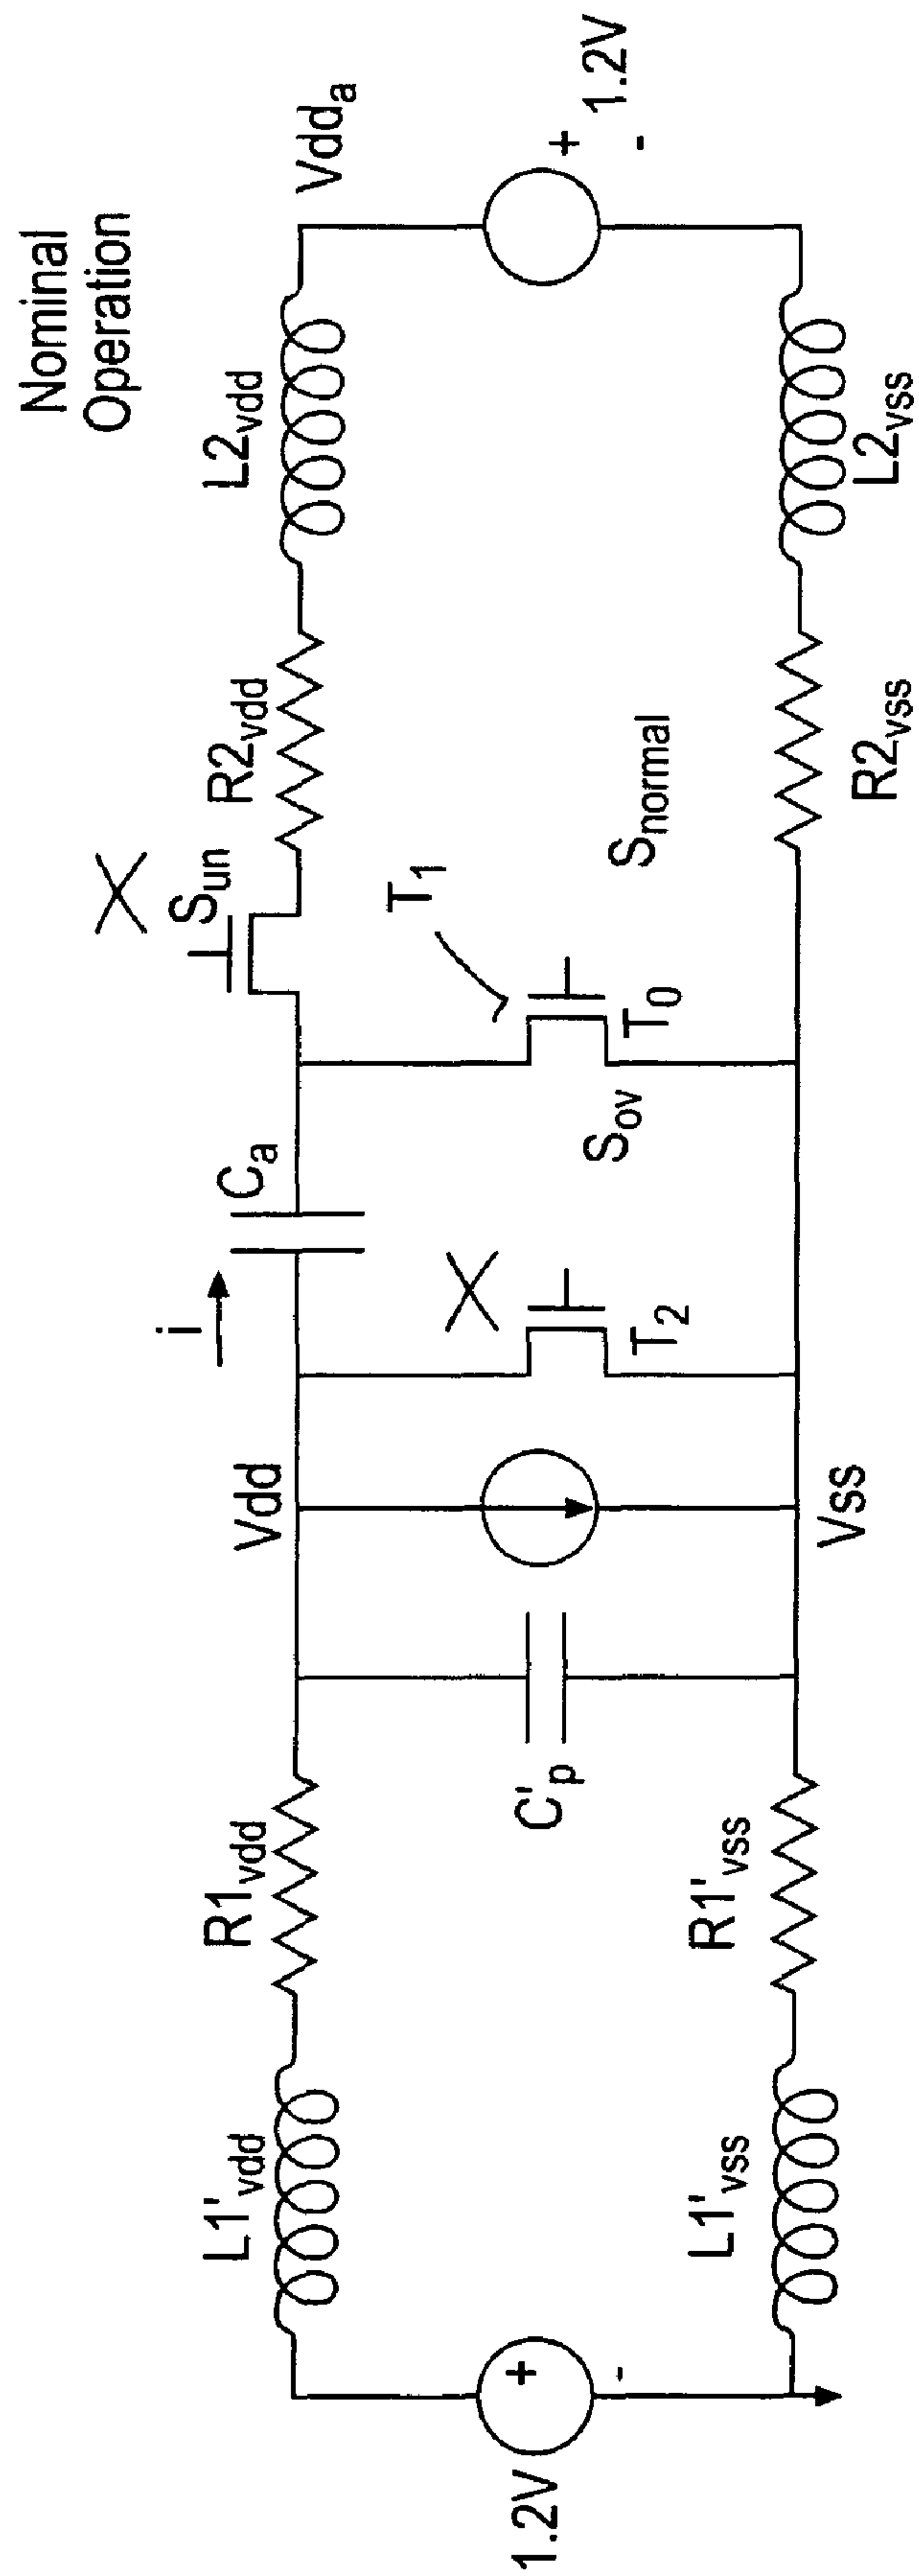 Nominal
Operation
Vdd_a
+
-
1.2V
L2_vdd
L2_vss
R2_vdd
R2_vss
S_un
S_normal
T_1
T_0
S_ov
C_a
i
T_2
Vdd
Vss
C'_p
R1_vdd
R1'_vss
L1'_vdd
L1'_vss
+
-
1.2V